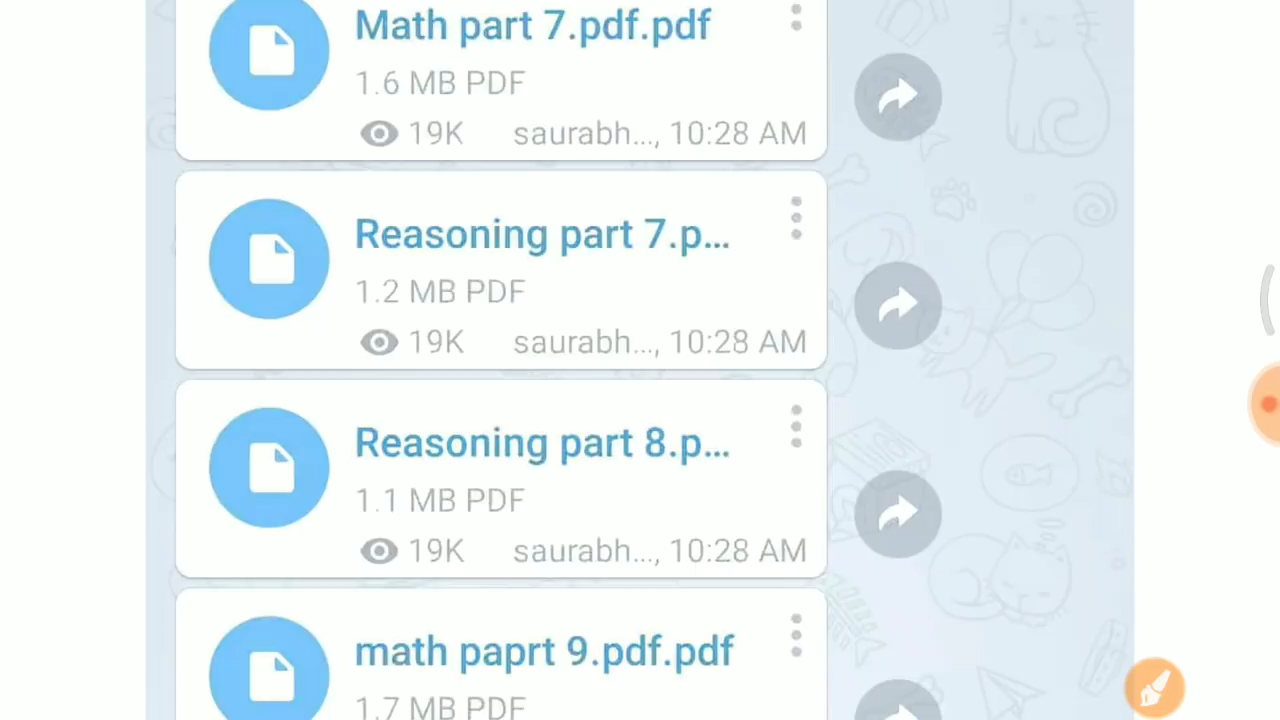 Math part 7.pdf.pdf
1.6 MB PDF
19K saurabh..., 10:28 AM
Reasoning part 7.p...
1.2 MB PDF
19K saurabh..., 10:28 AM
Reasoning part 8.p...
1.1 MB PDF
19K saurabh..., 10:28 AM
math paprt 9.pdf.pdf
1.7 MB PDF